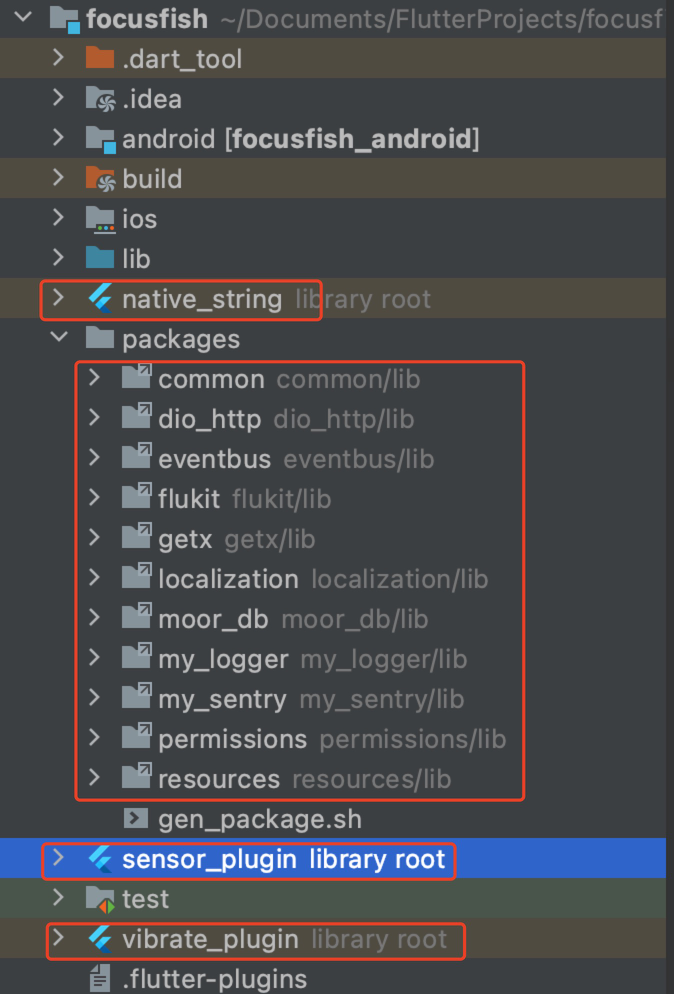 focusfish ~/Documents/FlutterProjects/focusf
.dart_tool
.idea
android [focusfish_android]
build
ios
lib
native_string library root
packages
common common/lib
dio_http dio_http/lib
eventbus eventbus/lib
flukit flukit/lib
getx getx/lib
localization localization/lib
moor_db moor_db/lib
my_logger my_logger/lib
my_sentry my_sentry/lib
permissions permissions/lib
resources resources/lib
gen_package.sh
sensor_plugin library root
test
vibrate_plugin library root
.flutter-plugins